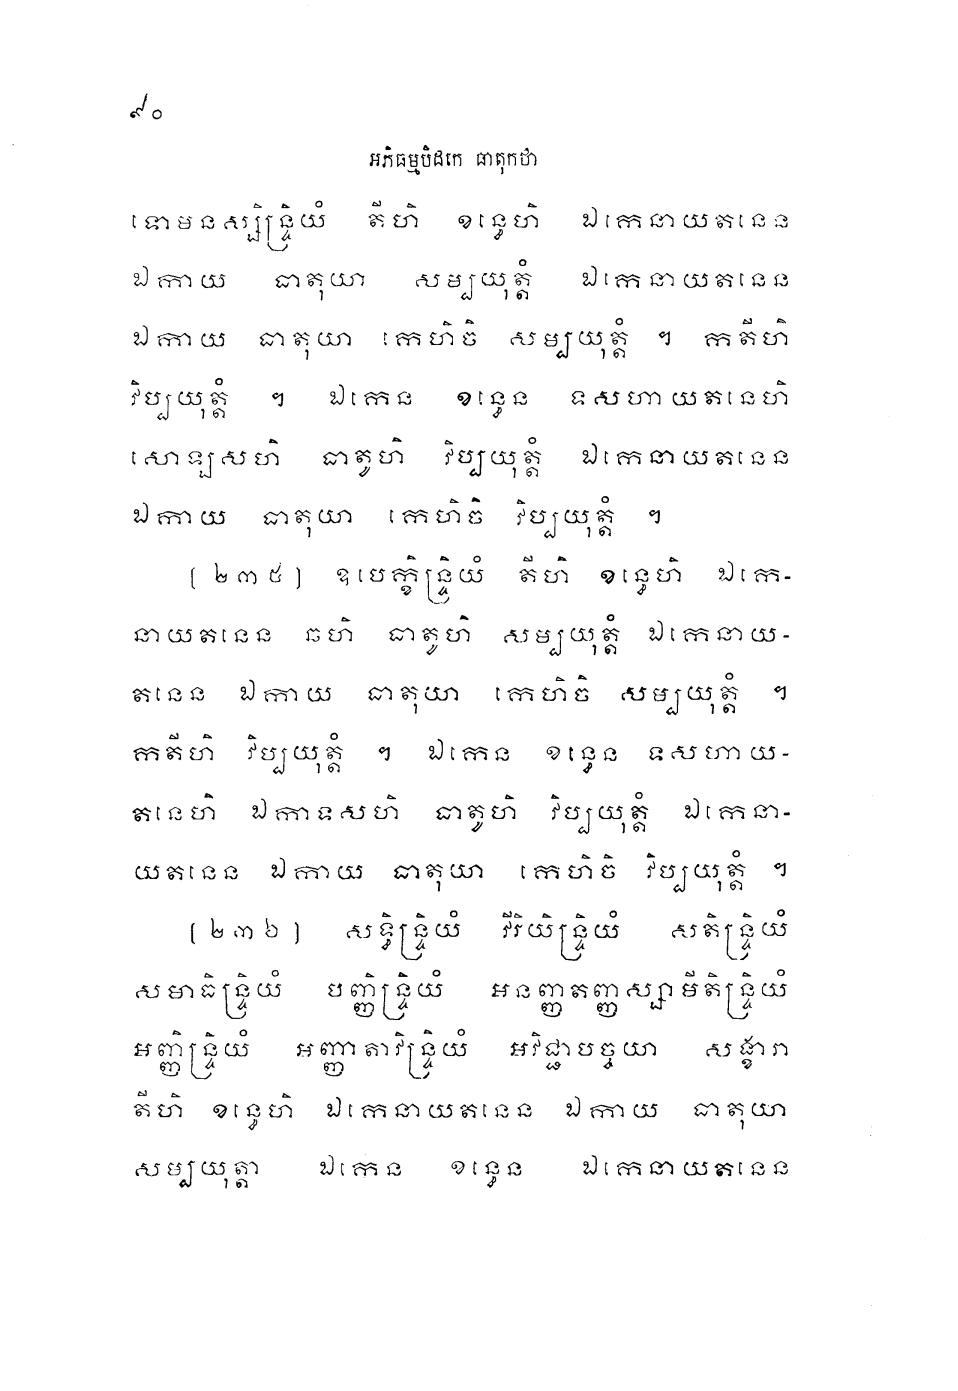 ៩០
អភិធម្មបិដកេ ធាតុកថា
ទោមនស្សិន្ទ្រិយំ តីហិ ខន្ធេហិ ឯកេនាយតនេន
ឯកាយ ធាតុយា សម្បយុត្តំ ឯកេនាយតនេន
ឯកាយ ធាតុយា កេហិចិ សម្បយុត្តំ ។ កតីហិ
វិប្បយុត្តំ ។ ឯកេន ខន្ធេន ទសហាយតនេហិ
សោឡសហិ ធាតូហិ វិប្បយុត្តំ ឯកេនាយតនេន
ឯកាយ ធាតុយា កេហិចិ វិប្បយុត្តំ ។
[២៣៥] ឧបេក្ខិន្ទ្រិយំ តីហិ ខន្ធេហិ ឯកេ-
នាយតនេន ឆហិ ធាតូហិ សម្បយុត្តំ ឯកេនាយ-
តនេន ឯកាយ ធាតុយា កេហិចិ សម្បយុត្តំ ។
កតីហិ វិប្បយុត្តំ ។ ឯកេន ខន្ធេន ទសហាយ-
តនេហិ ឯកាទសហិ ធាតូហិ វិប្បយុត្តំ ឯកេនា-
យតនេន ឯកាយ ធាតុយា កេហិចិ វិប្បយុត្តំ ។
[២៣៦] សទ្ធិន្ទ្រិយំ វីរិយិន្ទ្រិយំ សតិន្ទ្រិយំ
សមាធិន្ទ្រិយំ បញ្ញិន្ទ្រិយំ អនញ្ញតញ្ញស្សាមីតិន្ទ្រិយំ
អញ្ញិន្ទ្រិយំ អញ្ញាតាវិន្ទ្រិយំ អវិជ្ជាបច្ចយា សង្ខារា
តីហិ ខន្ធេហិ ឯកេនាយតនេន ឯកាយ ធាតុយា
សម្បយុត្តា ឯកេន ខន្ធេន ឯកេនាយតនេន